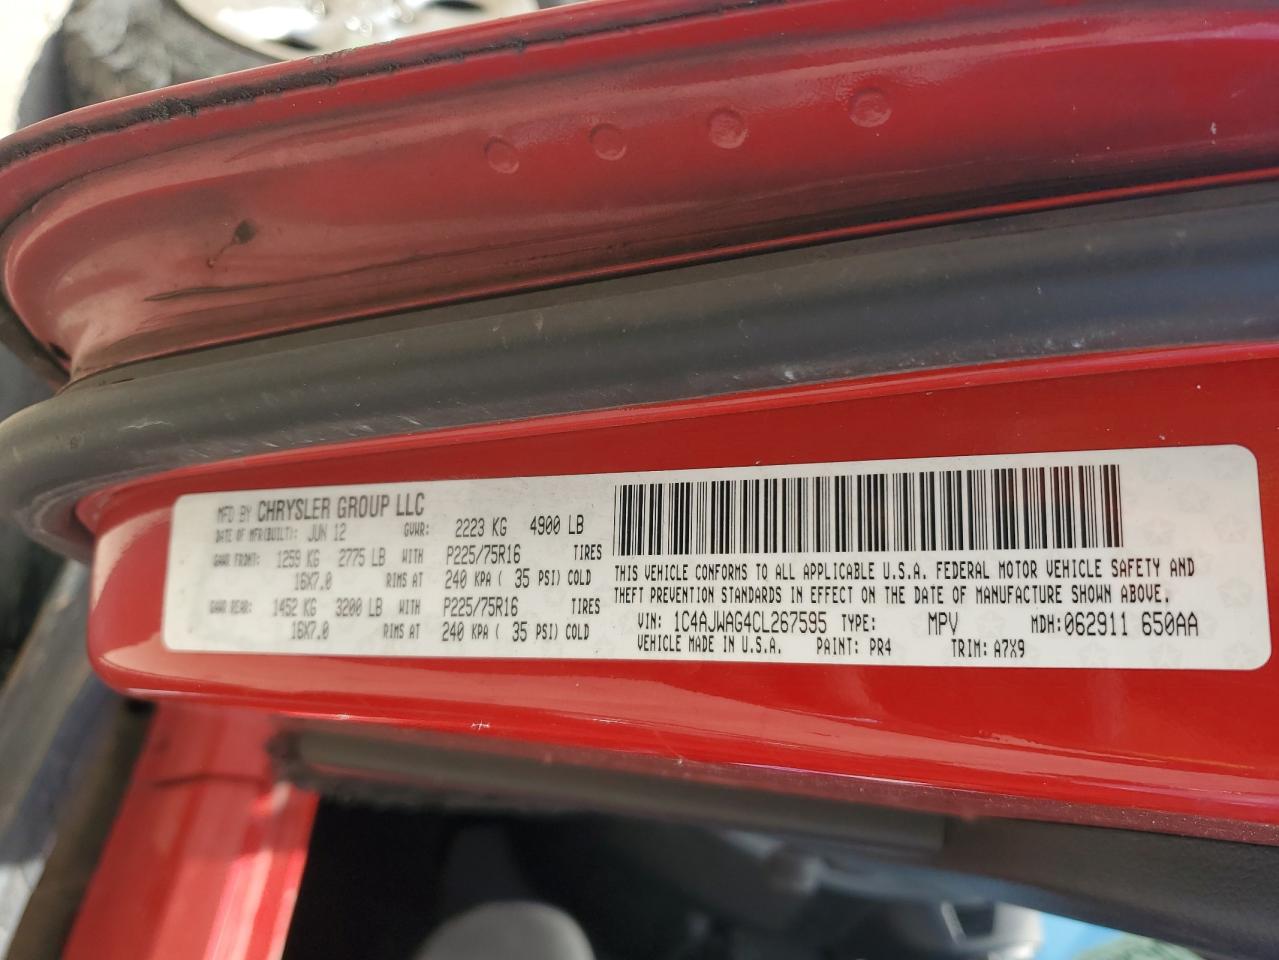 MFD BY CHRYSLER GROUP LLC
DATE OF MFR(BUILT): JUN 12 GVWR: 2223 KG 4900 LB
GAWR FRONT: 1259 KG 2775 LB WITH P225/75R16 TIRES
16X7.0 RIMS AT 240 KPA ( 35 PSI) COLD
GAWR REAR: 1452 KG 3200 LB WITH P225/75R16 TIRES
16X7.0 RIMS AT 240 KPA ( 35 PSI) COLD
THIS VEHICLE CONFORMS TO ALL APPLICABLE U.S.A. FEDERAL MOTOR VEHICLE SAFETY AND
THEFT PREVENTION STANDARDS IN EFFECT ON THE DATE OF MANUFACTURE SHOWN ABOVE.
VIN: 1C4AJWAG4CL267595 TYPE: MPV MDH:062911 650AA
VEHICLE MADE IN U.S.A. PAINT: PR4 TRIM: A7X9